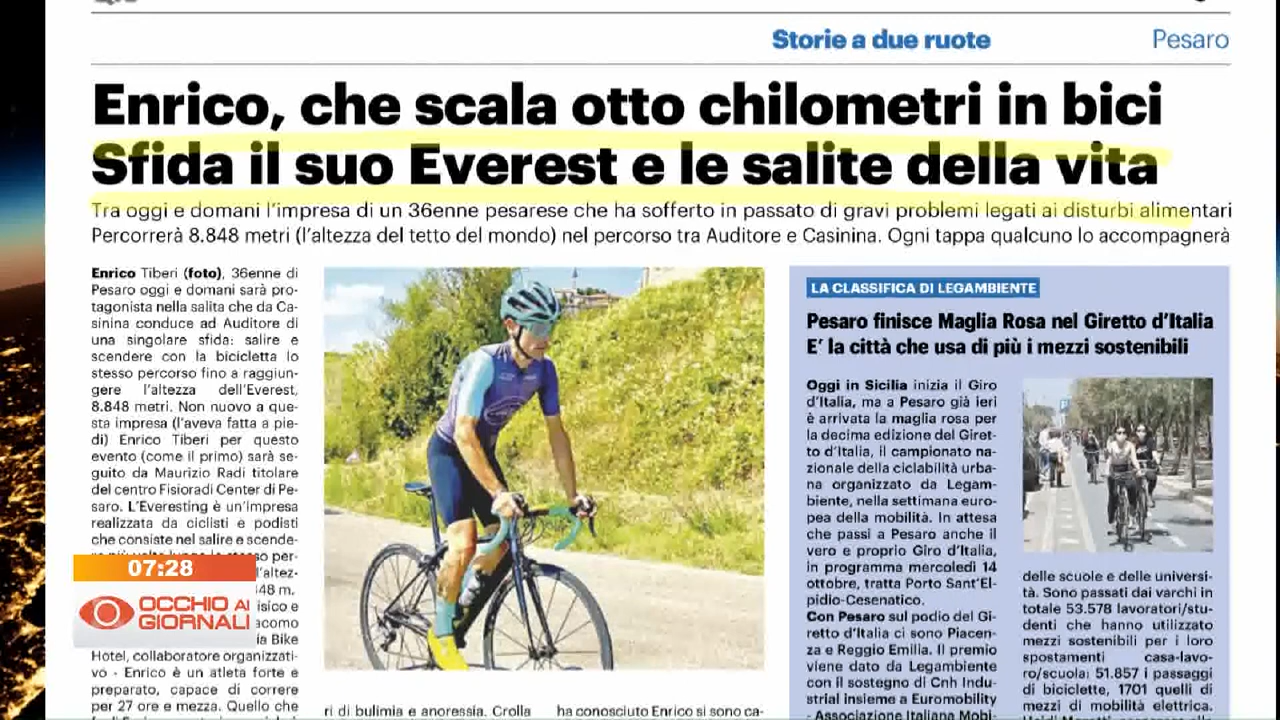 Storie a due ruote
Pesaro
Enrico, che scala otto chilometri in bici
Sfida il suo Everest e le salite della vita
Tra oggi e domani l'impresa di un 36enne pesarese che ha sofferto in passato di gravi problemi legati ai disturbi alimentari
Percorrerà 8.848 metri (l'altezza del tetto del mondo) nel percorso tra Auditore e Casinina. Ogni tappa qualcuno lo accompagnerà
Enrico Tiberi (foto), 36enne di
Pesaro oggi e domani sarà pro-
tagonista nella salita che da Ca-
sinina conduce ad Auditore di
una singolare sfida: salire e
scendere con la bicicletta lo
stesso percorso fino a raggiun-
gere l'altezza dell'Everest,
8.848 metri. Non nuovo a que-
sta impresa (l'aveva fatta a pie-
di) Enrico Tiberi per questo
evento (come il primo) sarà se-
guito da Maurizio Radi titolare
del centro Fisioradi Center di Pe-
saro. L'Everesting è un'impresa
realizzata da ciclisti e podisti
che consiste nel salire e scende-
so per-
l'altez-
48 m.
isico e
acomo
ia Bike
Hotel, collaboratore organizzati-
vo - Enrico è un atleta forte e
preparato, capace di correre
per 27 ore e mezza. Quello che
ri di bulimia e anoressia. Crolla
ha conosciuto Enrico si sono ca-
LA CLASSIFICA DI LEGAMBIENTE
Pesaro finisce Maglia Rosa nel Giretto d'Italia
E' la città che usa di più i mezzi sostenibili
Oggi in Sicilia inizia il Giro
d'Italia, ma a Pesaro già ieri
è arrivata la maglia rosa per
la decima edizione del Giret-
to d'Italia, il campionato na-
zionale della ciclabilità urba-
na organizzato da Legam-
biente, nella settimana euro-
pea della mobilità. In attesa
che passi a Pesaro anche il
vero e proprio Giro d'Italia,
in programma mercoledì 14
ottobre, tratta Porto Sant'El-
pidio-Cesenatico.
Con Pesaro sul podio del Gi-
retto d'Italia ci sono Piacen-
za e Reggio Emilia. Il premio
viene dato da Legambiente
con il sostegno di Cnh Indu-
strial insieme a Euromobility
- Associazione Italiana Mobi-
delle scuole e delle universi-
tà. Sono passati dai varchi in
totale 53.578 lavoratori/stu-
denti che hanno utilizzato
mezzi sostenibili per i loro
spostamenti casa-lavo-
ro/scuola: 51.857 i passaggi
di biciclette, 1701 quelli di
mezzi di mobilità elettrica.
07:28
OCCHIO AI
GIORNALI